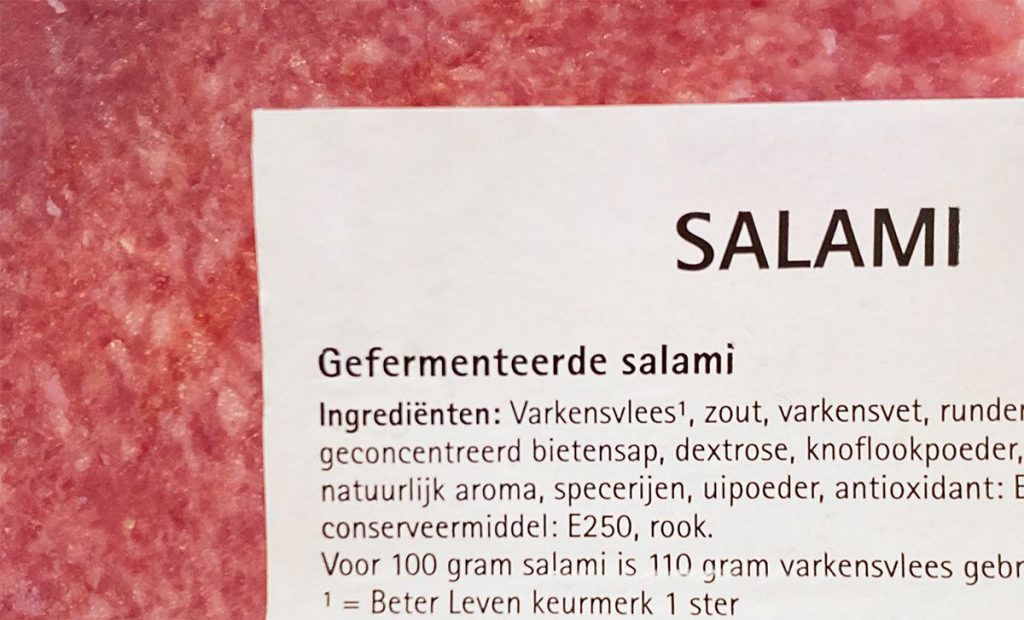 SALAMI
Gefermenteerde salami
Ingrediënten: Varkensvlees¹, zout, varkensvet,
geconcentreerd bietensap, dextrose, knoflookpoeder,
natuurlijk aroma, specerijen, uipoeder, antioxidant:
conserveermiddel: E250, rook.
Voor 100 gram salami is 110 gram varkensvlees
¹ = Beter Leven keurmerk 1 ster